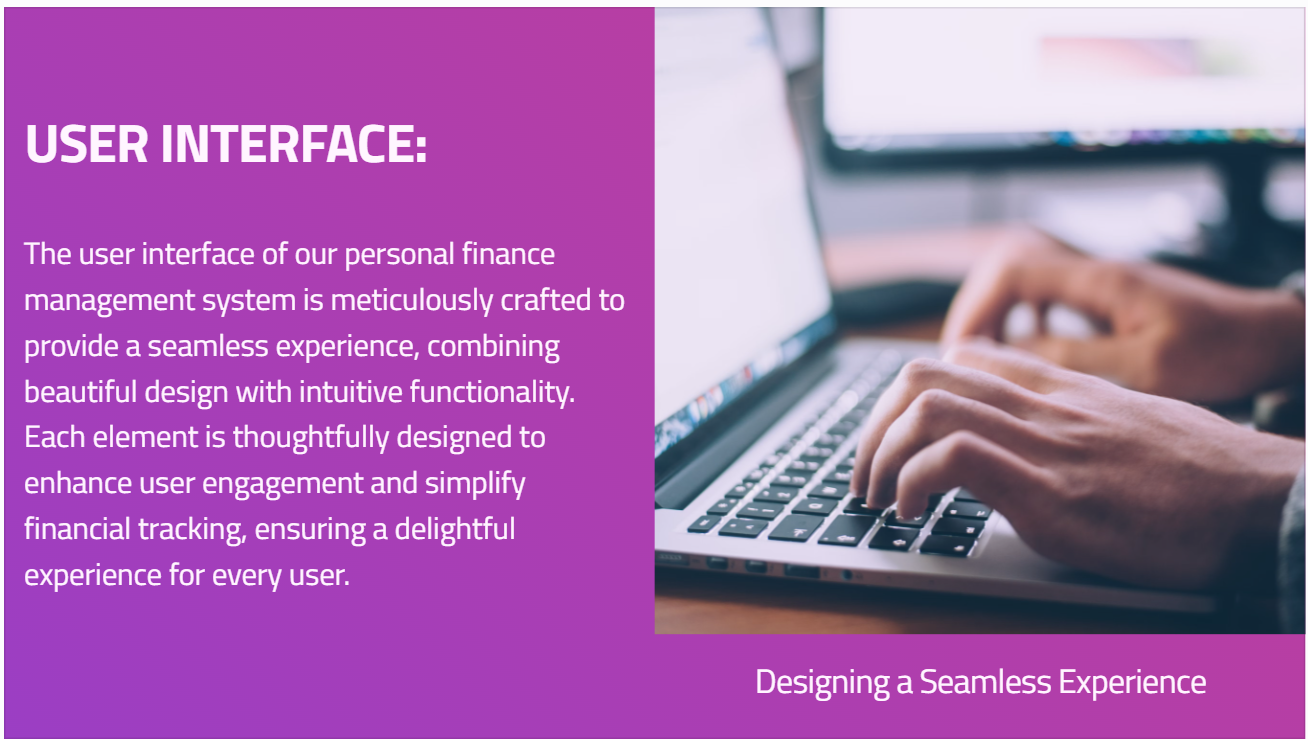 USER INTERFACE:
The user interface of our personal finance
management system is meticulously crafted to
provide a seamless experience, combining
beautiful design with intuitive functionality.
Each element is thoughtfully designed to
enhance user engagement and simplify
financial tracking, ensuring a delightful
experience for every user.
Designing a Seamless Experience